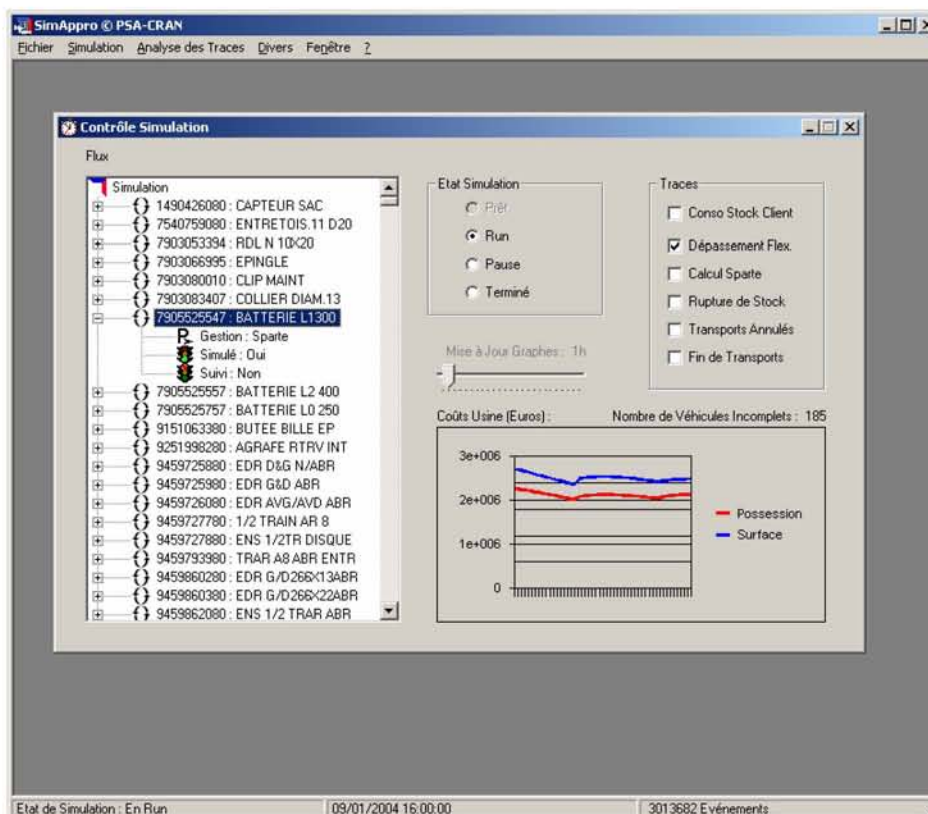 SimAppro © PSA-CRAN
Fichier Simulation Analyse des Traces Divers Fenêtre ?
Contrôle Simulation
Flux
Simulation
1490426080 : CAPTEUR SAC
7540759080 : ENTRETOIS.11 D20
7903053394 : RDL N 10X20
7903066995 : EPINGLE
7903080010 : CLIP MAINT
7903083407 : COLLIER DIAM.13
7905525547 : BATTERIE L1300
Gestion : Sparte
Simulé : Oui
Suivi : Non
7905525557 : BATTERIE L2 400
7905525757 : BATTERIE L0 250
9151063380 : BUTEE BILLE EP
9251998280 : AGRAFE RTRV INT
9459725880 : EDR D&G N/ABR
9459725980 : EDR G&D ABR
9459726080 : EDR AVG/AVD ABR
9459727780 : 1/2 TRAIN AR 8
9459727880 : ENS 1/2TR DISQUE
9459793980 : TRAR A8 ABR ENTR
9459860280 : EDR G/D266X13ABR
9459860380 : EDR G/D266X22ABR
9459862080 : ENS 1/2 TRAR ABR
Etat Simulation
Prêt
Run
Pause
Terminé
Mise à Jour Graphes : 1h
Traces
Conso Stock Client
Dépassement Flex.
Calcul Sparte
Rupture de Stock
Transports Annulés
Fin de Transports
Coûts Usine (Euros) : Nombre de Véhicules Incomplets : 185
3e+006
2e+006
1e+006
0
Possession
Surface
Etat de Simulation : En Run 09/01/2004 16:00:00 3013682 Evénements